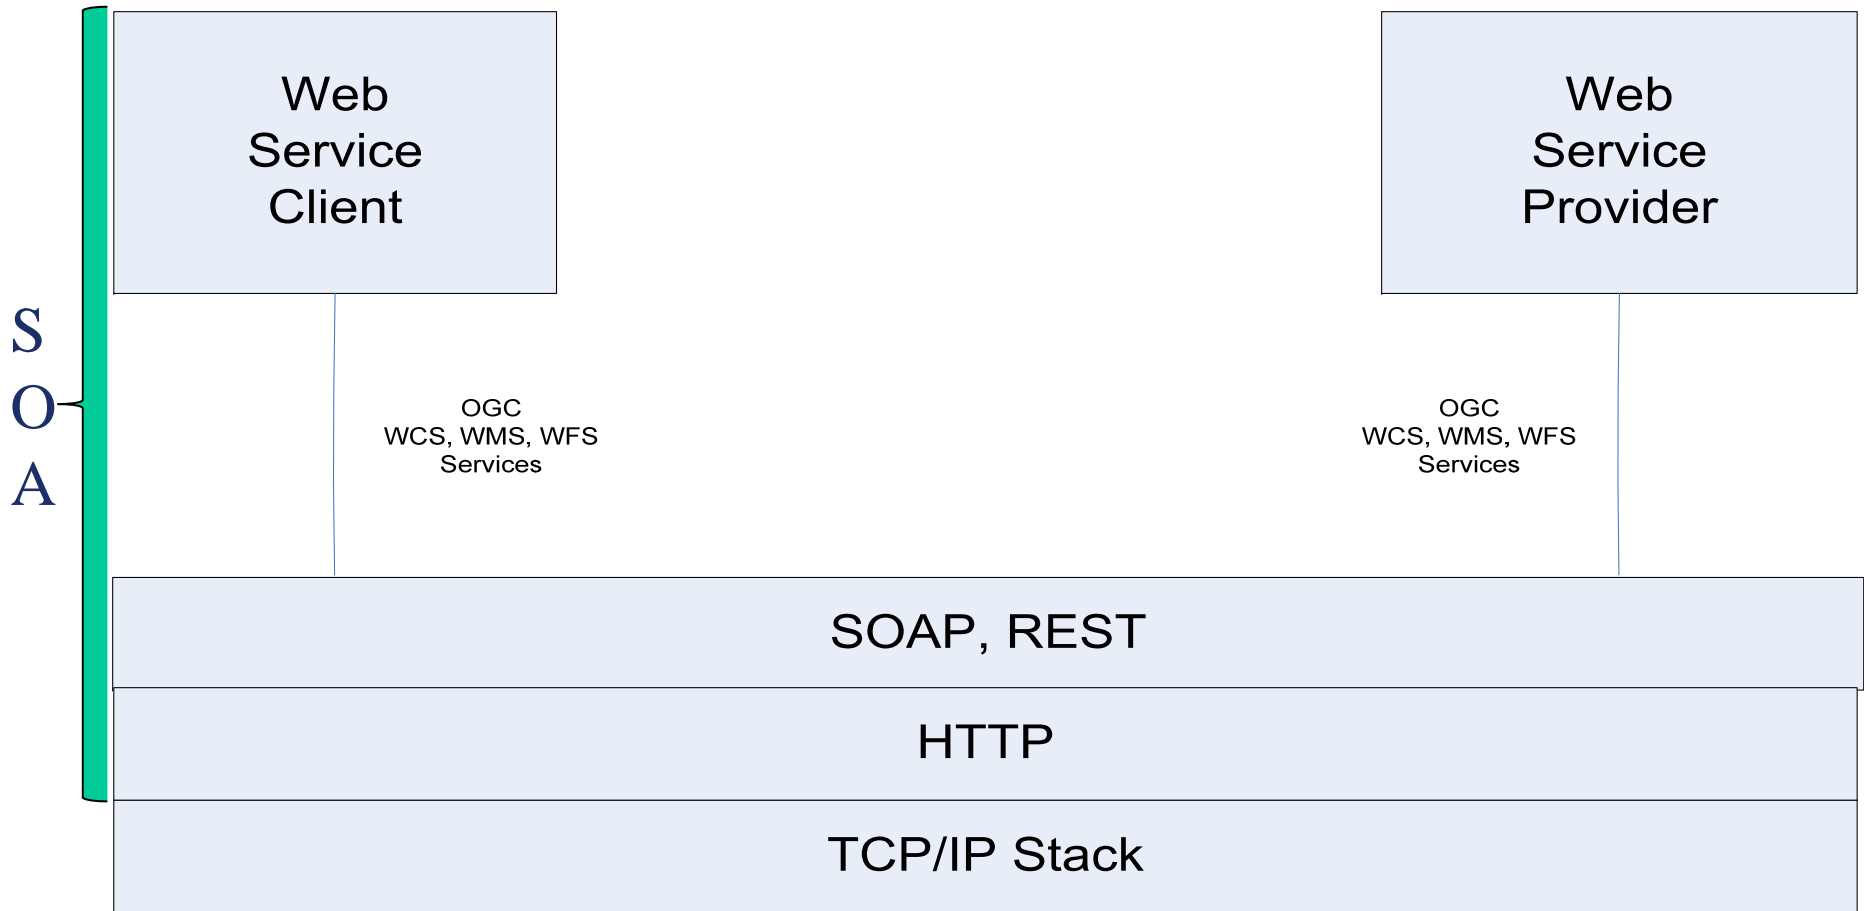 Web
Service
Client
Web
Service
Provider
S
O
A
OGC
WCS, WMS, WFS
Services
OGC
WCS, WMS, WFS
Services
SOAP, REST
HTTP
TCP/IP Stack